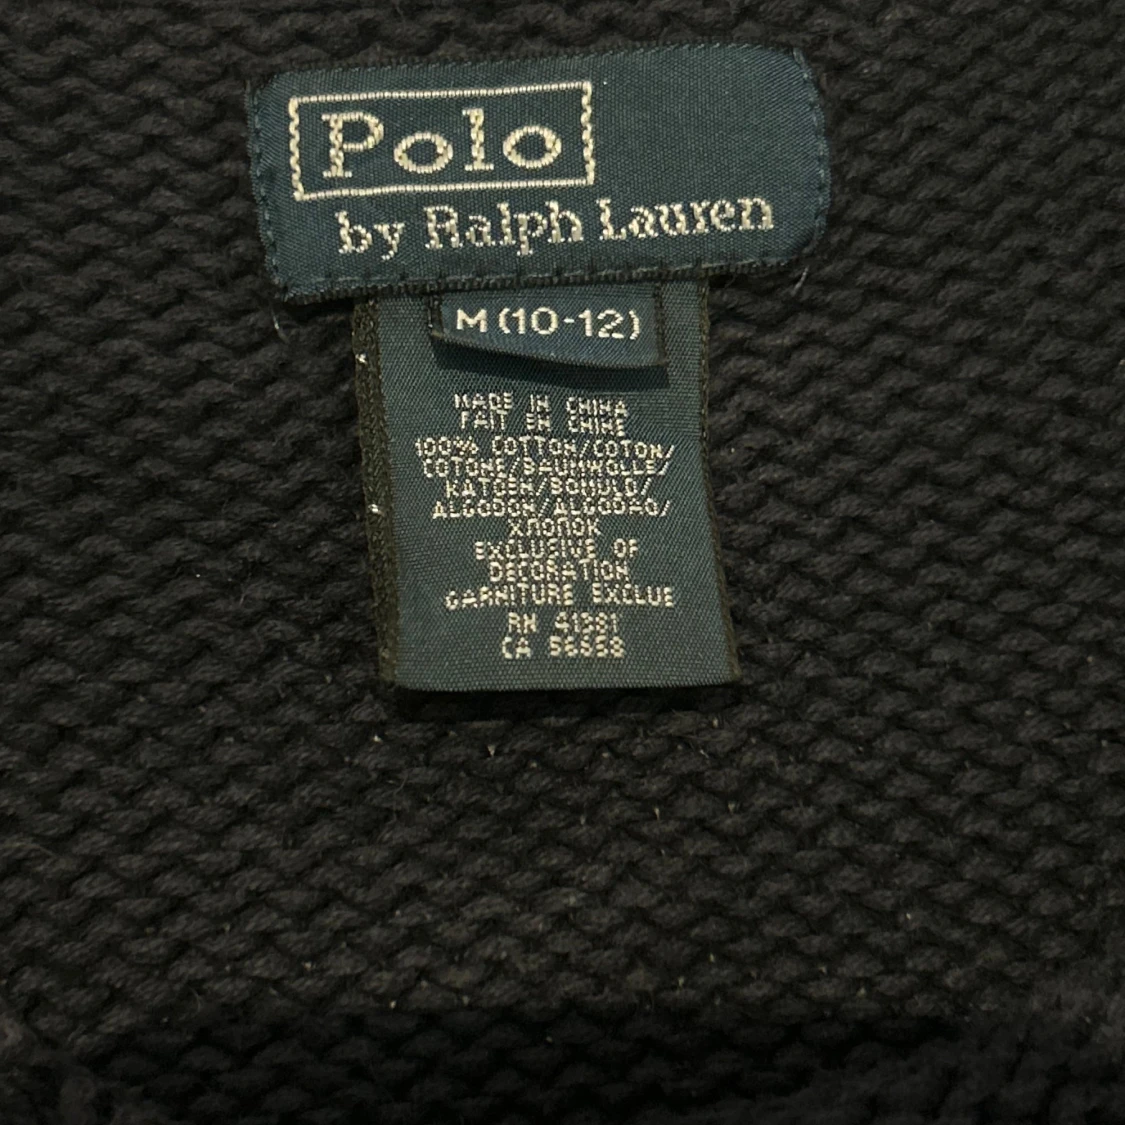 Polo
by Ralph Lauren
M (10-12)
MADE IN CHINA
FAIT EN CHINE
100% COTTON/COTON/
COTONE/BAUMWOLLE/
KATOEN/BOMULD/
ALGODON/ALGODAO/
ХЛОПОК
EXCLUSIVE OF
DECORATION
GARNITURE EXCLUE
RN 41381
CA